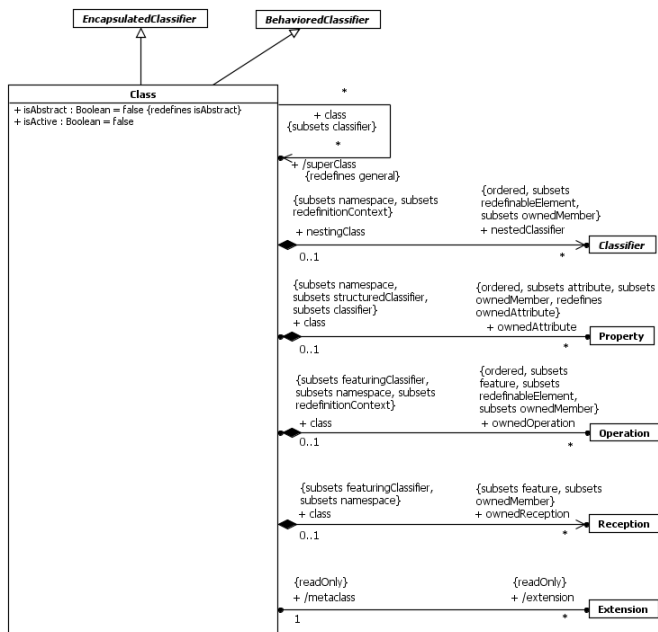 EncapsulatedClassifier
BehavioredClassifier
Class
+ isAbstract : Boolean = false {redefines isAbstract}
+ isActive : Boolean = false
*
+ class
{subsets classifier}
*
+ /superClass
{redefines general}
{subsets namespace, subsets
redefinitionContext}
+ nestingClass
0..1
{ordered, subsets
redefinableElement,
subsets ownedMember}
+ nestedClassifier
*
Classifier
{subsets namespace,
subsets structuredClassifier,
subsets classifier}
+ class
0..1
{ordered, subsets attribute, subsets
ownedMember, redefines
ownedAttribute}
+ ownedAttribute
*
Property
{subsets featuringClassifier,
subsets namespace, subsets
redefinitionContext}
+ class
0..1
{ordered, subsets
feature, subsets
redefinableElement,
subsets ownedMember}
+ ownedOperation
*
Operation
{subsets featuringClassifier,
subsets namespace}
+ class
0..1
{subsets feature, subsets
ownedMember}
+ ownedReception
*
Reception
{readOnly}
+ /metaclass
1
{readOnly}
+ /extension
*
Extension